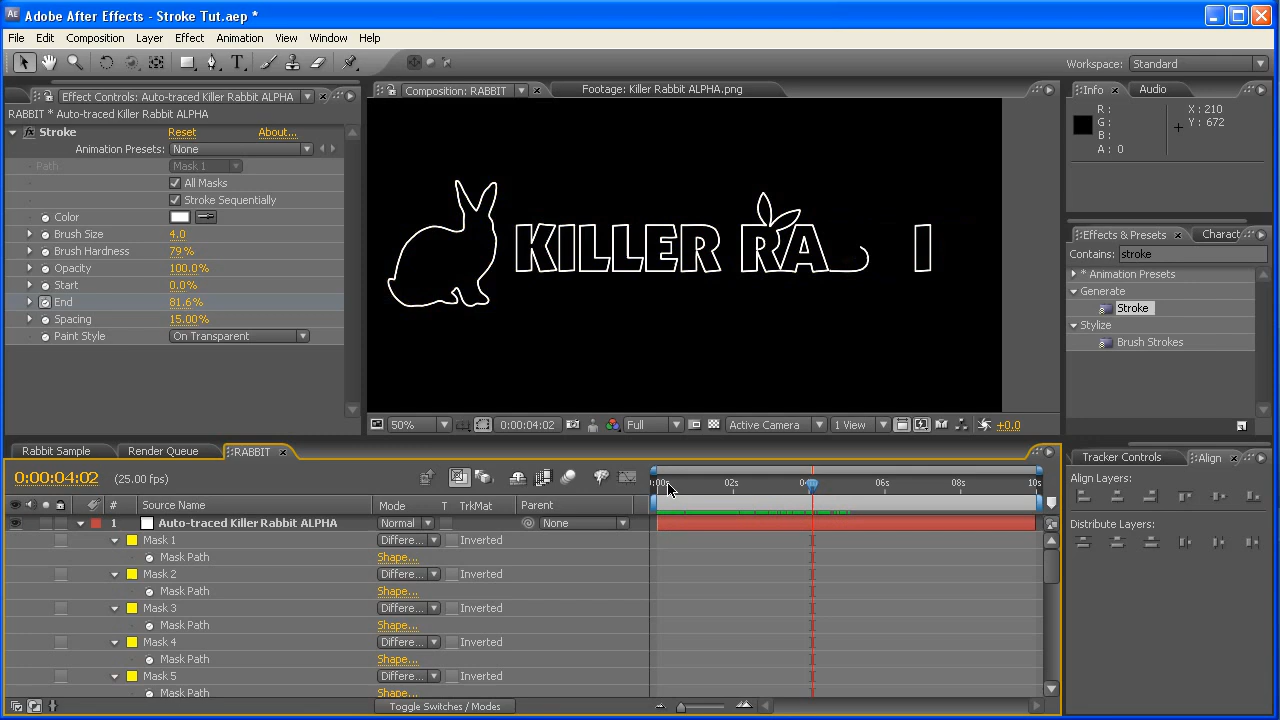 Adobe After Effects - Stroke Tut.aep *
File Edit Composition Layer Effect Animation View Window Help
Workspace: Standard
Effect Controls: Auto-traced Killer Rabbit ALPHA
RABBIT * Auto-traced Killer Rabbit ALPHA
Stroke Reset About...
Animation Presets: None
Path Mask 1
All Masks
Stroke Sequentially
Color
Brush Size 4.0
Brush Hardness 79 %
Opacity 100.0%
Start 0.0%
End 81.6%
Spacing 15.00%
Paint Style On Transparent
Composition: RABBIT Footage: Killer Rabbit ALPHA.png
KILLER RA I
50% 0:00:04:02 Full Active Camera 1 View +0.0
Info Audio
R: X: 210
G: Y: 672
B:
A: 0
Effects & Presets Charact
Contains: stroke
* Animation Presets
Generate
Stroke
Stylize
Brush Strokes
Tracker Controls Align
Align Layers:
Distribute Layers:
Rabbit Sample Render Queue RABBIT
0:00:04:02 (25.00 fps)
02s 06s 08s 10s
# Source Name Mode T TrkMat Parent
1 Auto-traced Killer Rabbit ALPHA Normal None
Mask 1 Differe... Inverted
Mask Path Shape...
Mask 2 Differe... Inverted
Mask Path Shape...
Mask 3 Differe... Inverted
Mask Path Shape...
Mask 4 Differe... Inverted
Mask Path Shape...
Mask 5 Differe... Inverted
Mask Path Shape...
Toggle Switches / Modes